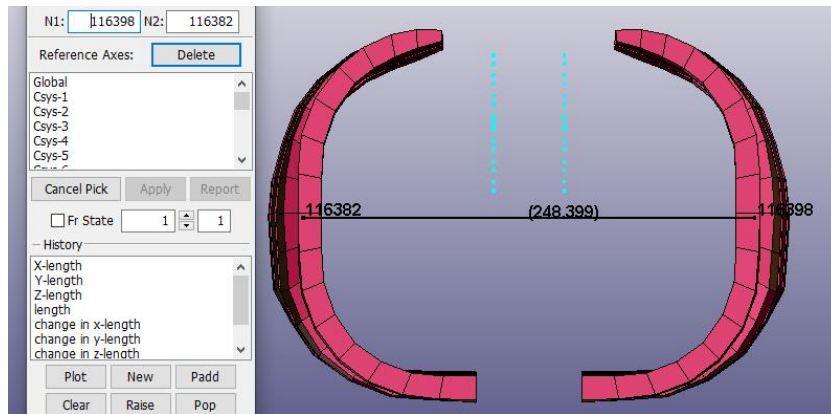 N1: 116398 N2: 116382
Reference Axes: Delete
Global
Csys-1
Csys-2
Csys-3
Csys-4
Csys-5
Cancel Pick Apply Report
Fr State 1 1
History
X-length
Y-length
Z-length
length
change in x-length
change in y-length
change in z-length
Plot New Padd
Clear Raise Pop
116382 (248.399) 116398